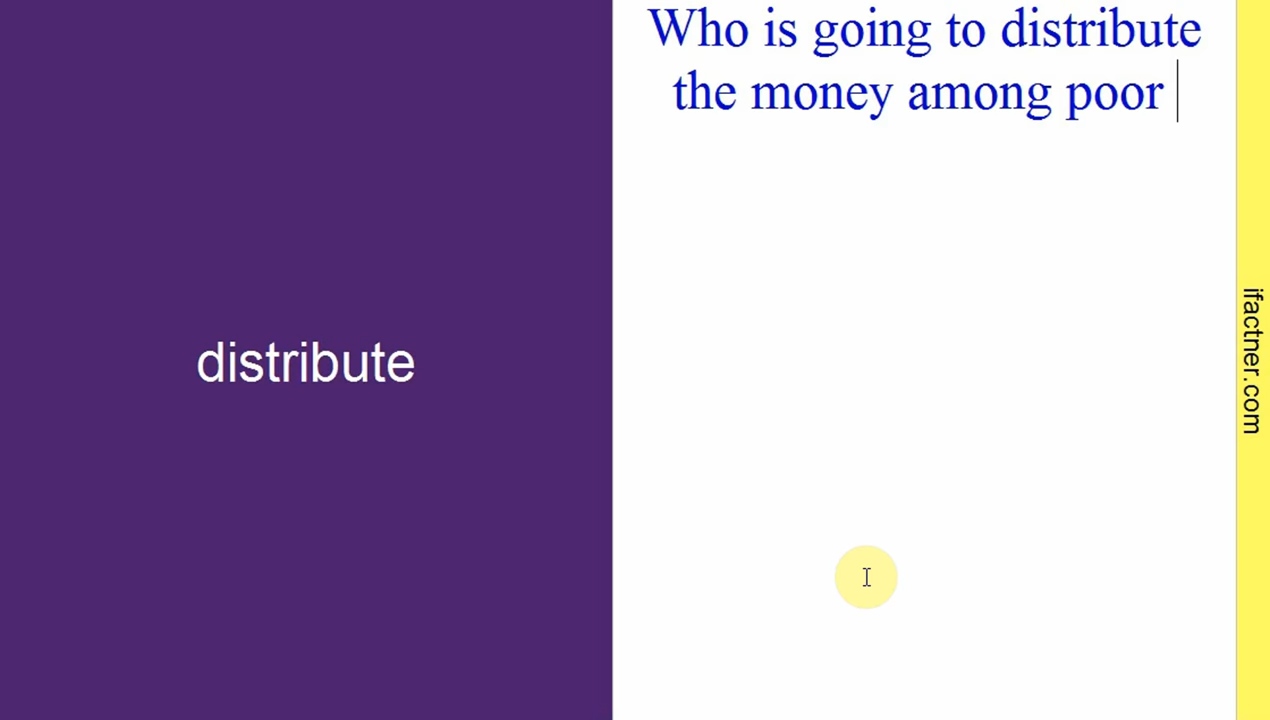 Who is going to distribute
the money among poor
distribute
ifactner.com